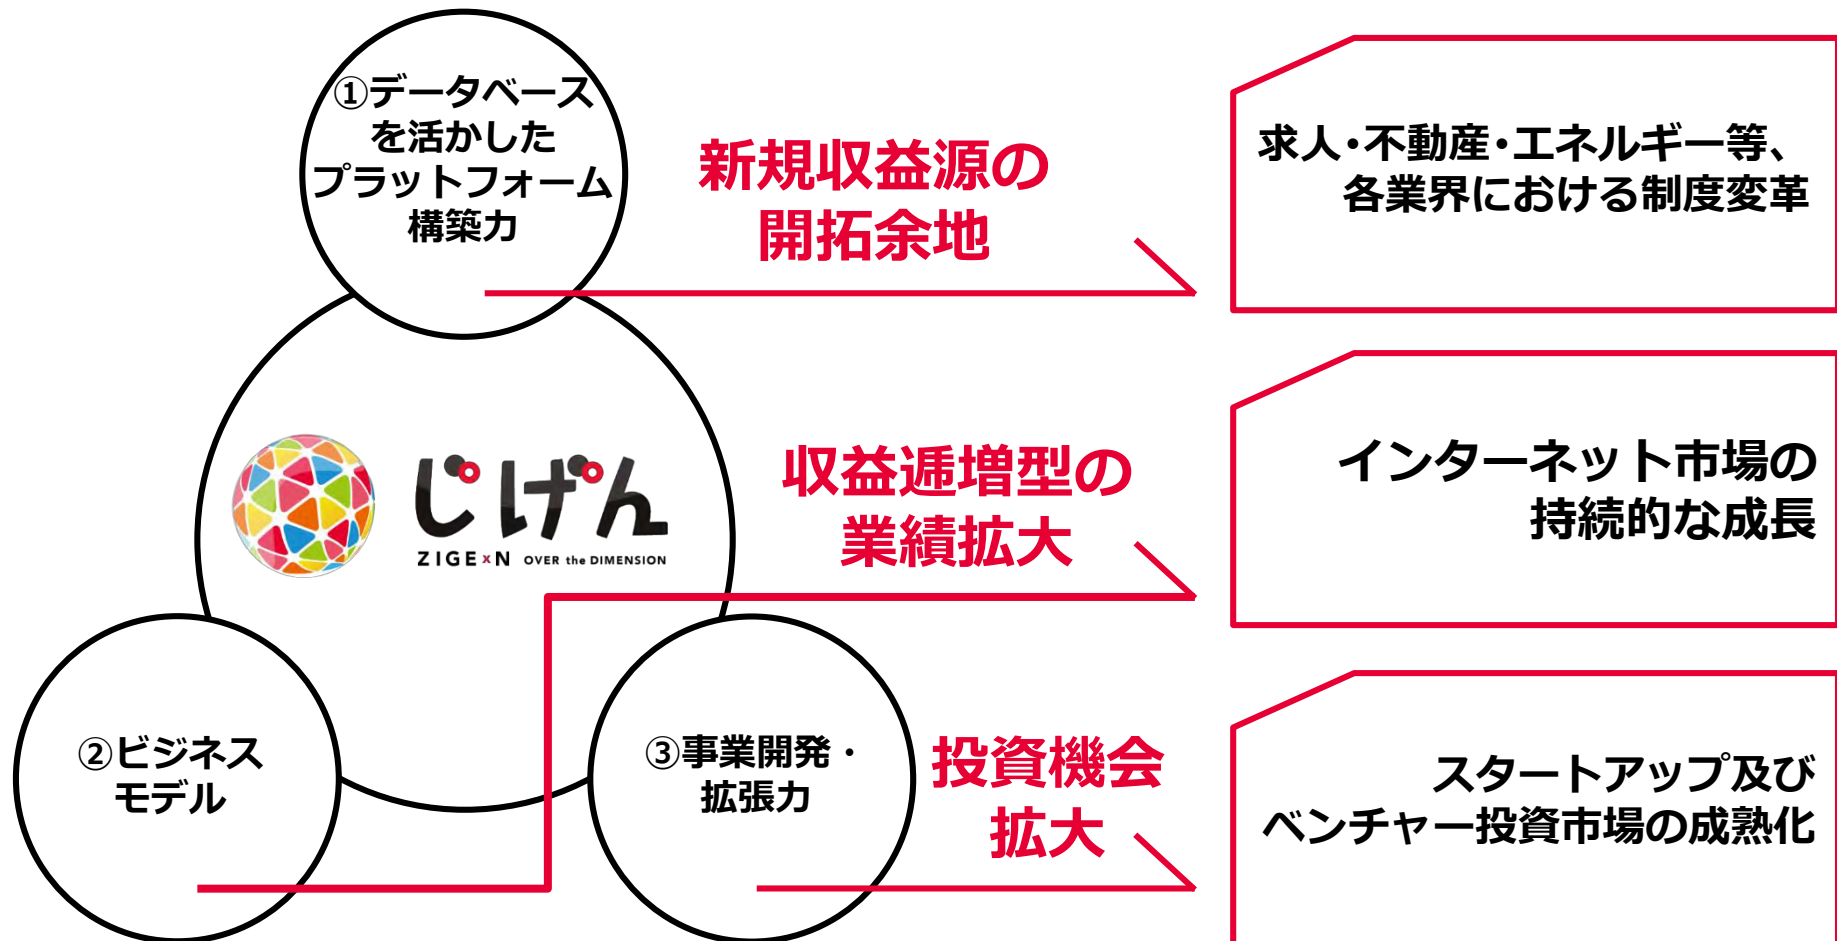 ①データベース
を活かした
プラットフォーム
構築力
新規収益源の
開拓余地
求人･不動産･エネルギー等、
各業界における制度変革
じげん
ZIGExN OVER the DIMENSION
収益逓増型の
業績拡大
インターネット市場の
持続的な成長
②ビジネス
モデル
③事業開発・
拡張力
投資機会
拡大
スタートアップ及び
ベンチャー投資市場の成熟化